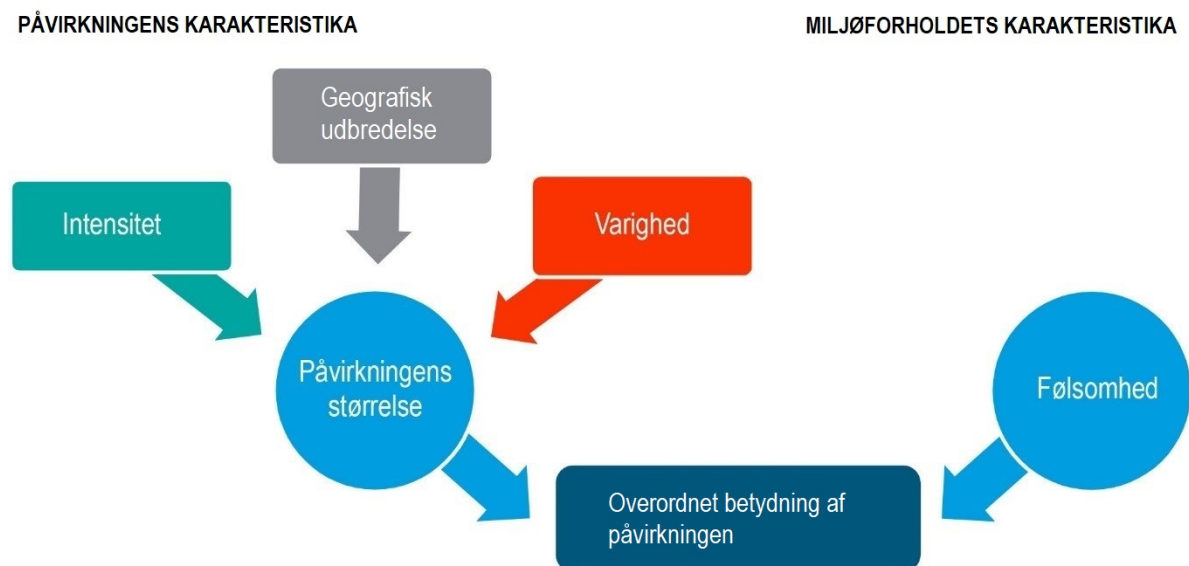 PÅVIRKNINGENS KARAKTERISTIKA
MILJØFORHOLDETS KARAKTERISTIKA
Geografisk
udbredelse
Intensitet
Varighed
Påvirkningens
størrelse
Følsomhed
Overordnet betydning af
påvirkningen